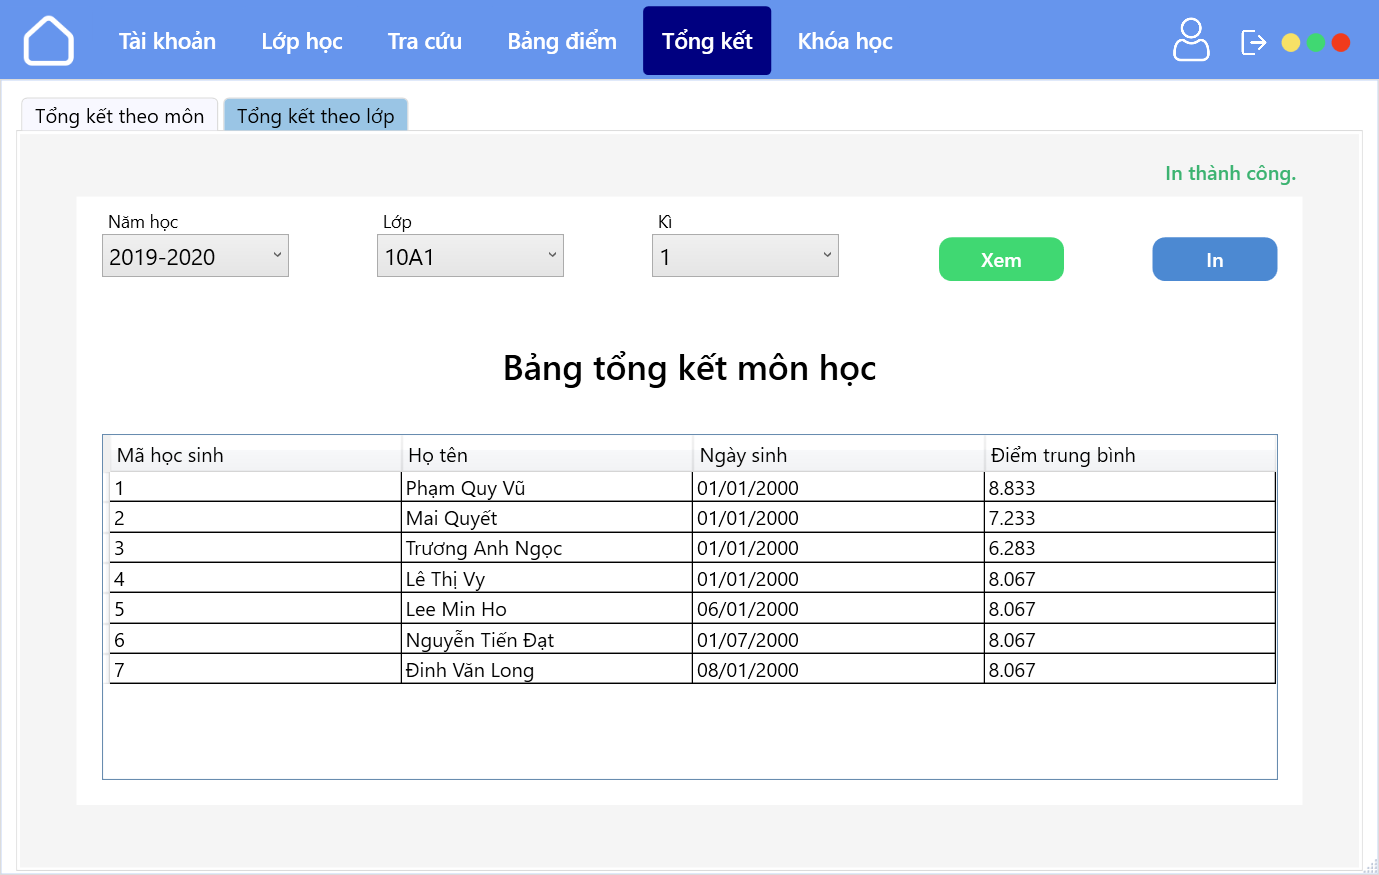 Tài khoản Lớp học Tra cứu Bảng điểm Tổng kết Khóa học
Tổng kết theo môn Tổng kết theo lớp
In thành công.
Năm học Lớp Kì
2019-2020 10A1 1 Xem In
Bảng tổng kết môn học
Mã học sinh Họ tên Ngày sinh Điểm trung bình
1 Phạm Quy Vũ 01/01/2000 8.833
2 Mai Quyết 01/01/2000 7.233
3 Trương Anh Ngọc 01/01/2000 6.283
4 Lê Thị Vy 01/01/2000 8.067
5 Lee Min Ho 06/01/2000 8.067
6 Nguyễn Tiến Đạt 01/07/2000 8.067
7 Đinh Văn Long 08/01/2000 8.067